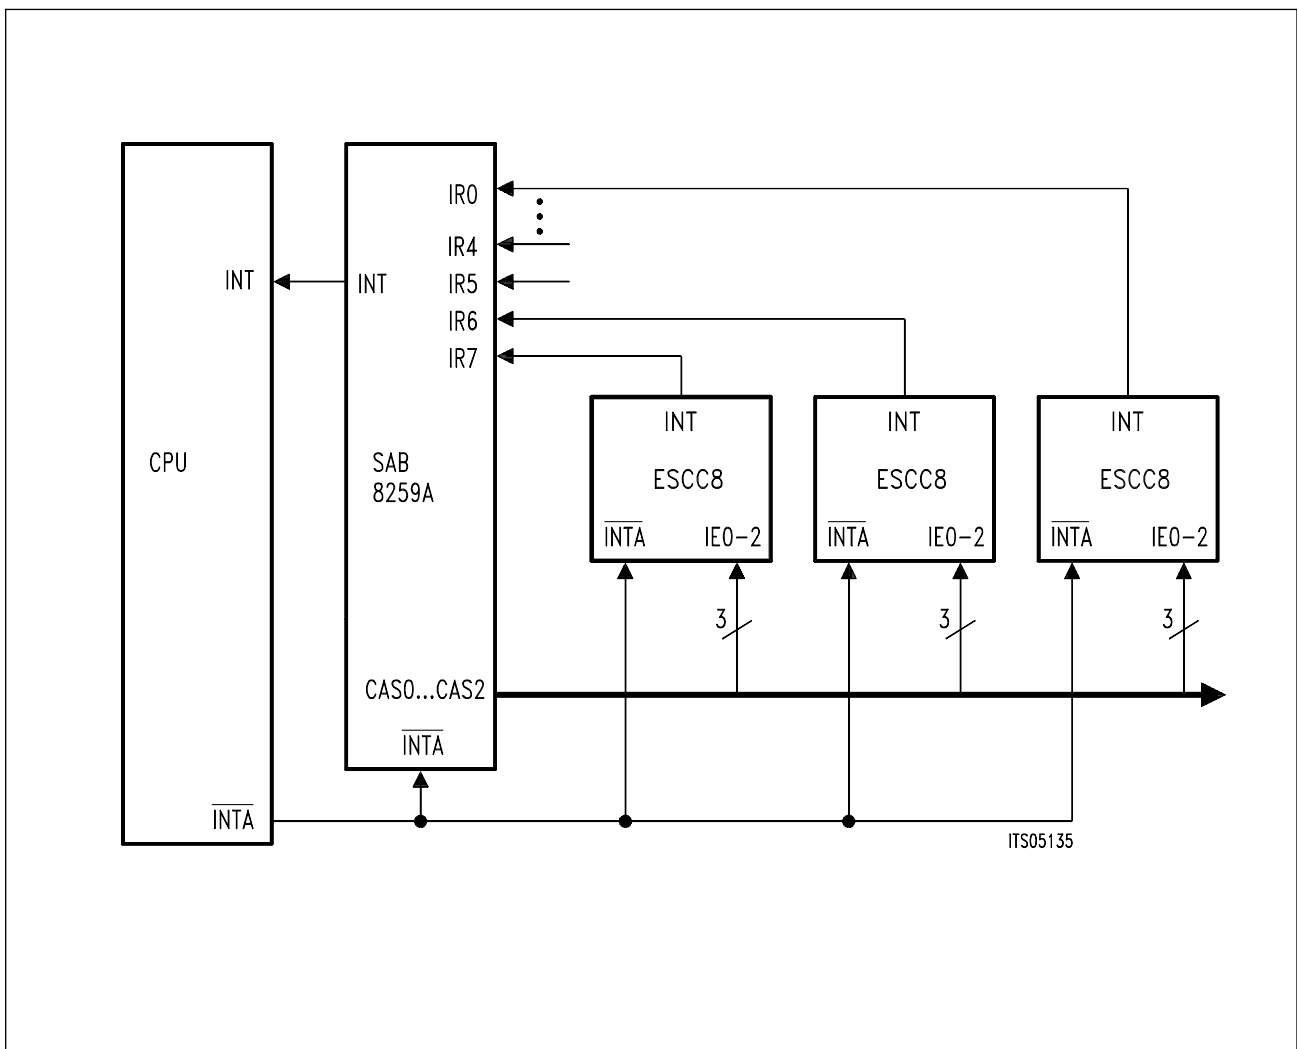 IR0
IR4
INT
INT
IR5
IR6
IR7
INT
INT
INT
CPU
SAB
8259A
ESCC8
ESCC8
ESCC8
INTA
IE0-2
INTA
IE0-2
INTA
IE0-2
3
3
3
CAS0...CAS2
INTA
INTA
ITS05135